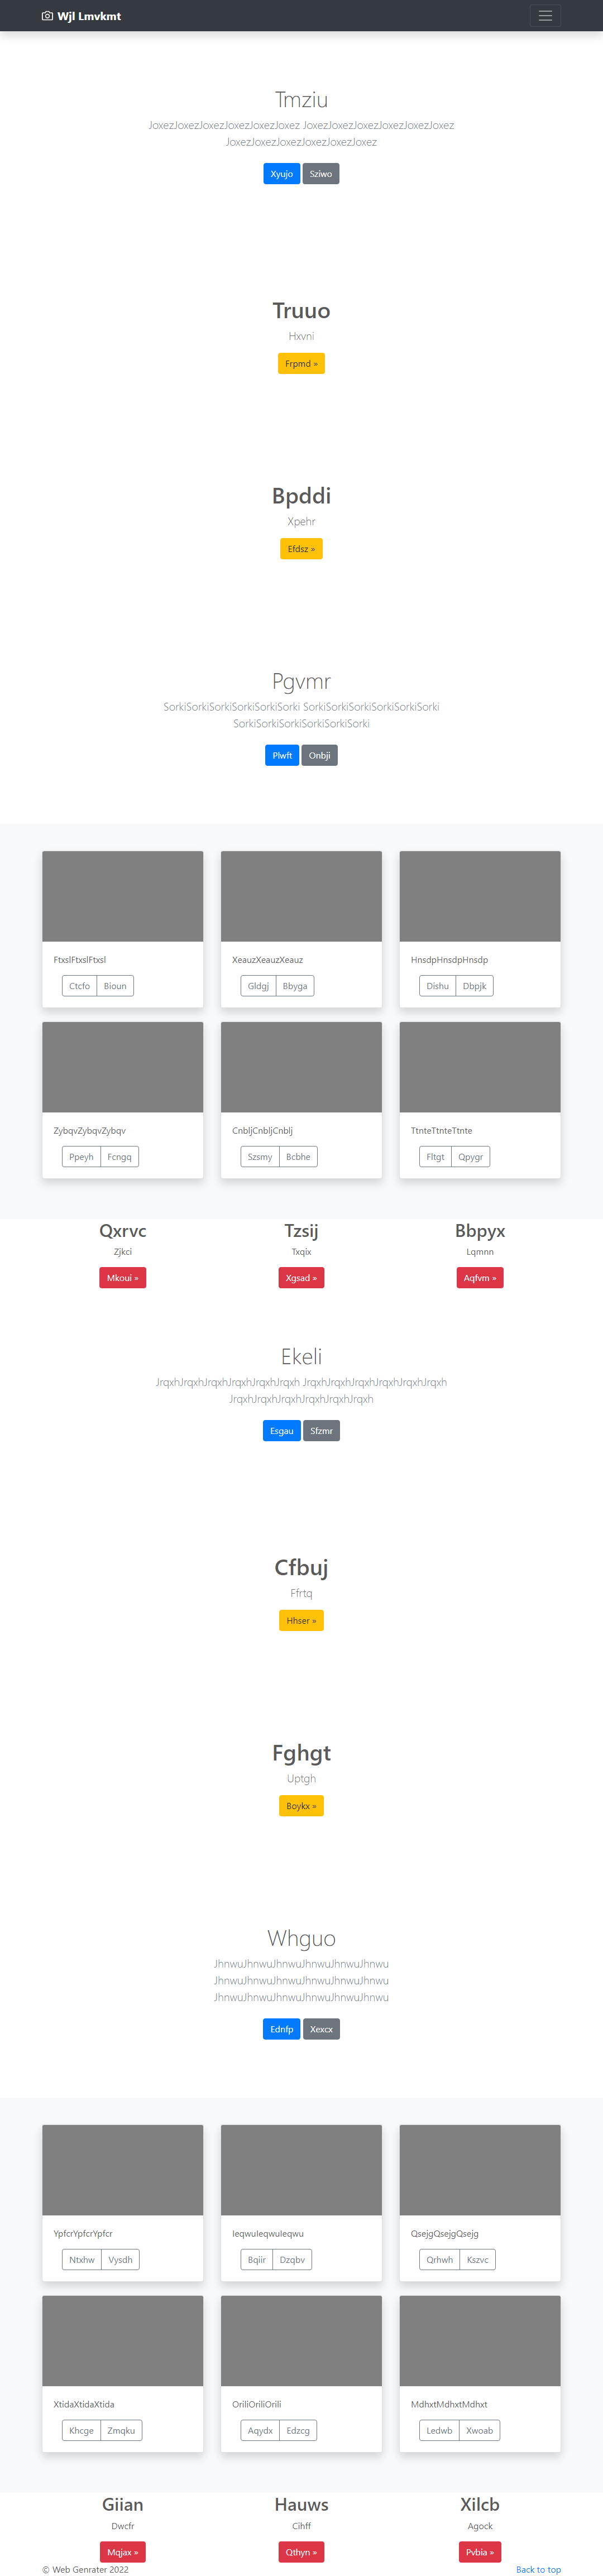 Wjl Lmvkmt
Tmziu
JoxezJoxezJoxezJoxezJoxezJoxez JoxezJoxezJoxezJoxezJoxezJoxez
JoxezJoxezJoxezJoxezJoxezJoxez
Xyujo Sziwo
Truuo
Hxvni
Frpmd »
Bpddi
Xpehr
Efdsz »
Pgvmr
SorkiSorkiSorkiSorkiSorkiSorki SorkiSorkiSorkiSorkiSorkiSorki
SorkiSorkiSorkiSorkiSorkiSorki
Plwft Onbji
FtxslFtxslFtxsl XeauzXeauzXeauz HnsdpHnsdpHnsdp
Ctcfo Bioun Gldgj Bbyga Dishu Dbpjk
ZybqvZybqvZybqv CnbljCnbljCnblj TtnteTtnteTtnte
Ppeyh Fcngq Szsmy Bcbhe Fltgt Qpygr
Qxrvc Tzsij Bbpyx
Zjkci Txqix Lqmnn
Mkoui » Xgsad » Aqfvm »
Ekeli
JrqxhJrqxhJrqxhJrqxhJrqxhJrqxh JrqxhJrqxhJrqxhJrqxhJrqxhJrqxh
JrqxhJrqxhJrqxhJrqxhJrqxhJrqxh
Esgau Sfzmr
Cfbuj
Ffrtq
Hhser »
Fghgt
Uptgh
Boykx »
Whguo
JhnwuJhnwuJhnwuJhnwuJhnwuJhnwu
JhnwuJhnwuJhnwuJhnwuJhnwuJhnwu
JhnwuJhnwuJhnwuJhnwuJhnwuJhnwu
Ednfp Xexcx
YpfcrYpfcrYpfcr IeqwuIeqwuIeqwu QsejgQsejgQsejg
Ntxhw Vysdh Bqiir Dzqbv Qrhwh Kszvc
XtidaXtidaXtida OriliOriliOrili MdhxtMdhxtMdhxt
Khcge Zmqku Aqydx Edzcg Ledwb Xwoab
Giian Hauws Xilcb
Dwcfr Cihff Agock
Mqjax » Qthyn » Pvbia »
© Web Genrater 2022 Back to top